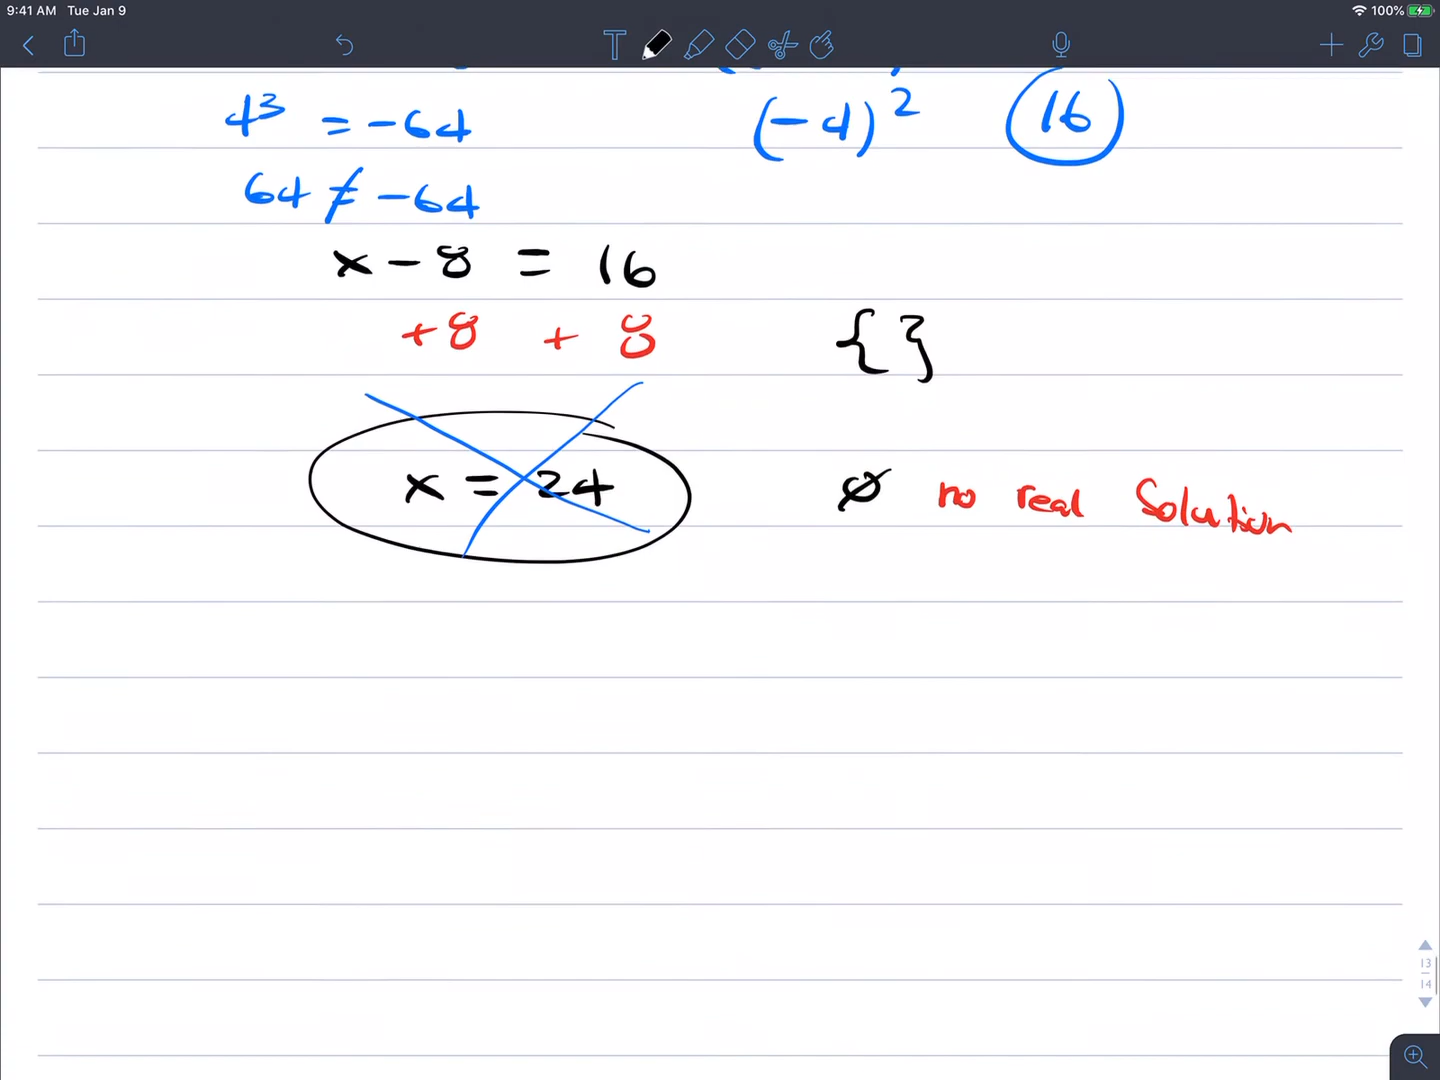 9:41 AM Tue Jan 9 100%
4³ = -64 (-4)² 16
64 ≠ -64
x - 8 = 16
+8 + 8 { }
x = 24 ∅ no real Solution
13
14